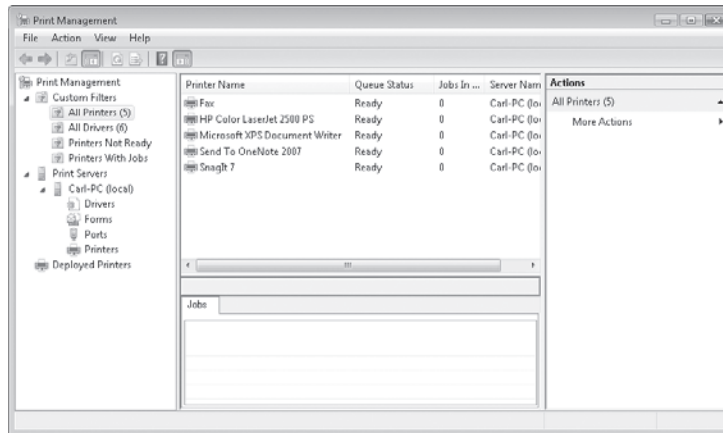 Print Management
File Action View Help
Print Management
Custom Filters
All Printers (5)
All Drivers (6)
Printers Not Ready
Printers With Jobs
Print Servers
Carl-PC (local)
Drivers
Forms
Ports
Printers
Deployed Printers
Printer Name Queue Status Jobs In ... Server Nam
Fax Ready 0 Carl-PC (lo
HP Color LaserJet 2500 PS Ready 0 Carl-PC (lo
Microsoft XPS Document Writer Ready 0 Carl-PC (lo
Send To OneNote 2007 Ready 0 Carl-PC (lo
SnagIt 7 Ready 0 Carl-PC (lo
Jobs
Actions
All Printers (5)
More Actions